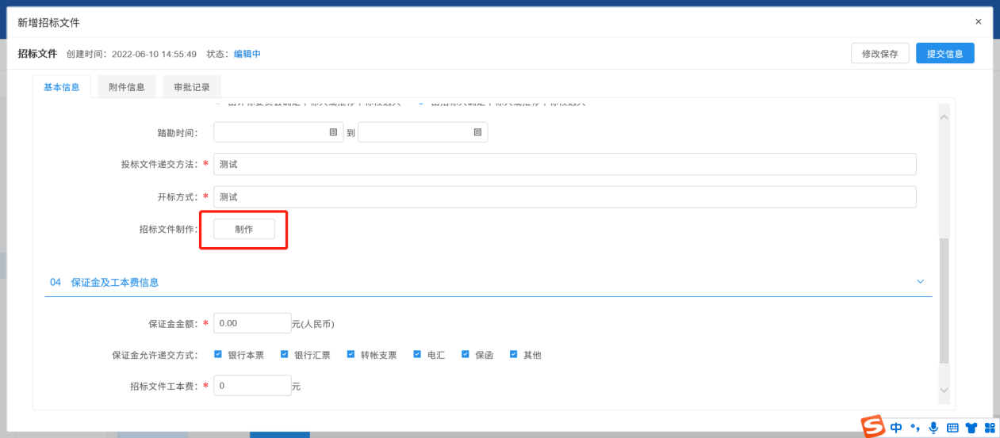 新增招标文件 ×
招标文件 创建时间：2022-06-10 14:55:49 状态：编辑中 修改保存 提交信息
基本信息 附件信息 审批记录
踏勘时间： 到
投标文件递交方法：* 测试
开标方式：* 测试
招标文件制作： 制作
04 保证金及工本费信息
保证金金额：* 0.00 元(人民币)
保证金允许递交方式： 银行本票 银行汇票 转帐支票 电汇 保函 其他
招标文件工本费：* 0 元
S 中